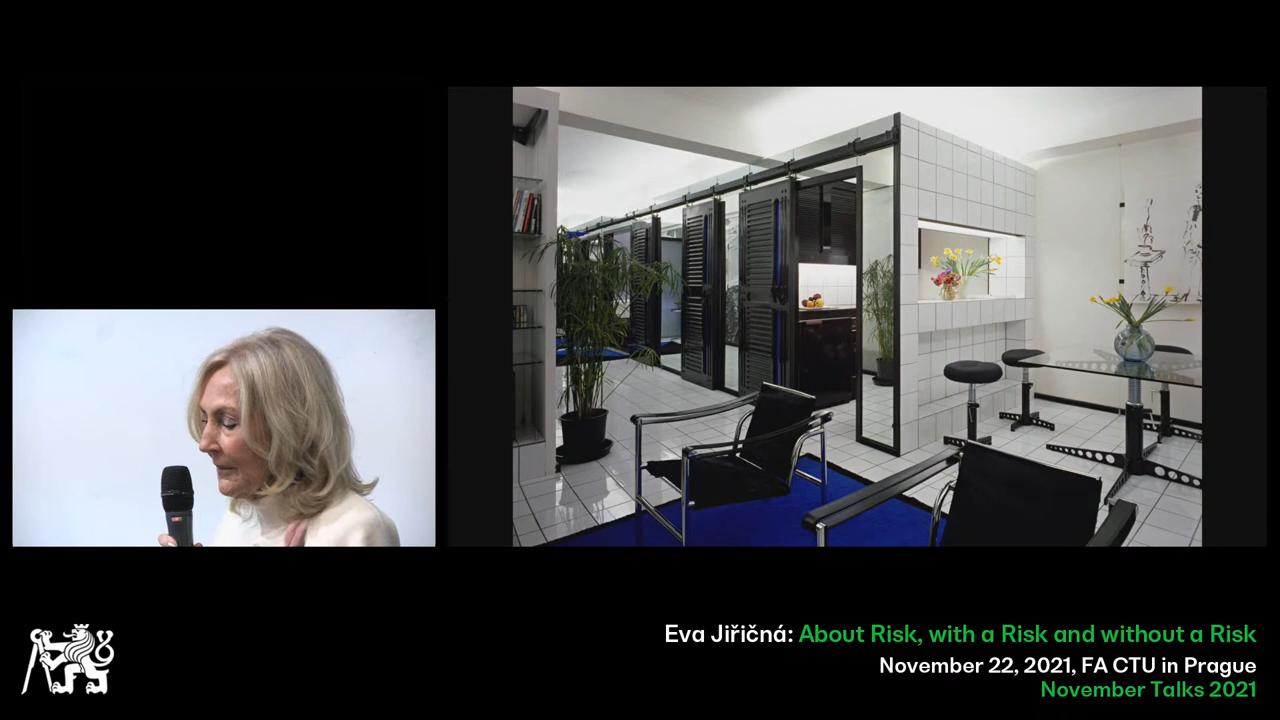 Eva Jiřičná: About Risk, with a Risk and without a Risk
November 22, 2021, FA CTU in Prague
November Talks 2021